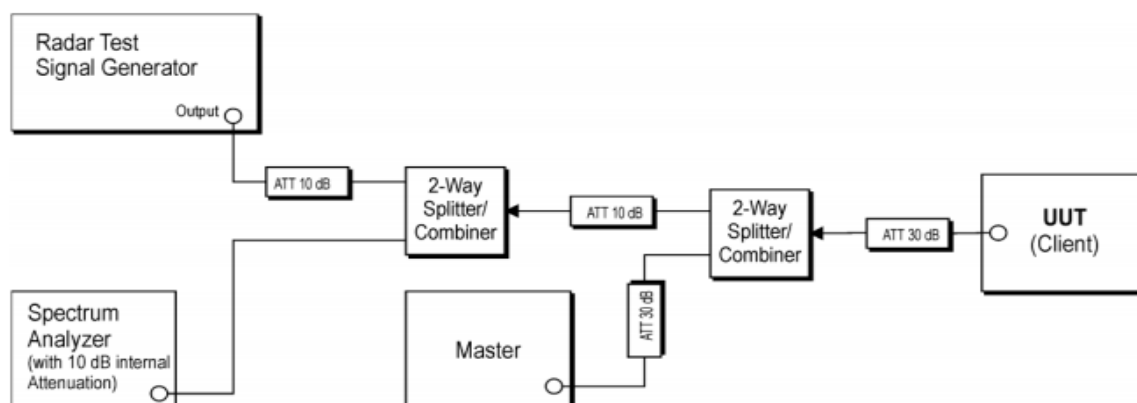 Radar Test
Signal Generator
Output
ATT 10 dB
2-Way
Splitter/
Combiner
ATT 10 dB
2-Way
Splitter/
Combiner
ATT 30 dB
UUT
(Client)
Spectrum
Analyzer
(with 10 dB internal
Attenuation)
Master
ATT 30 dB